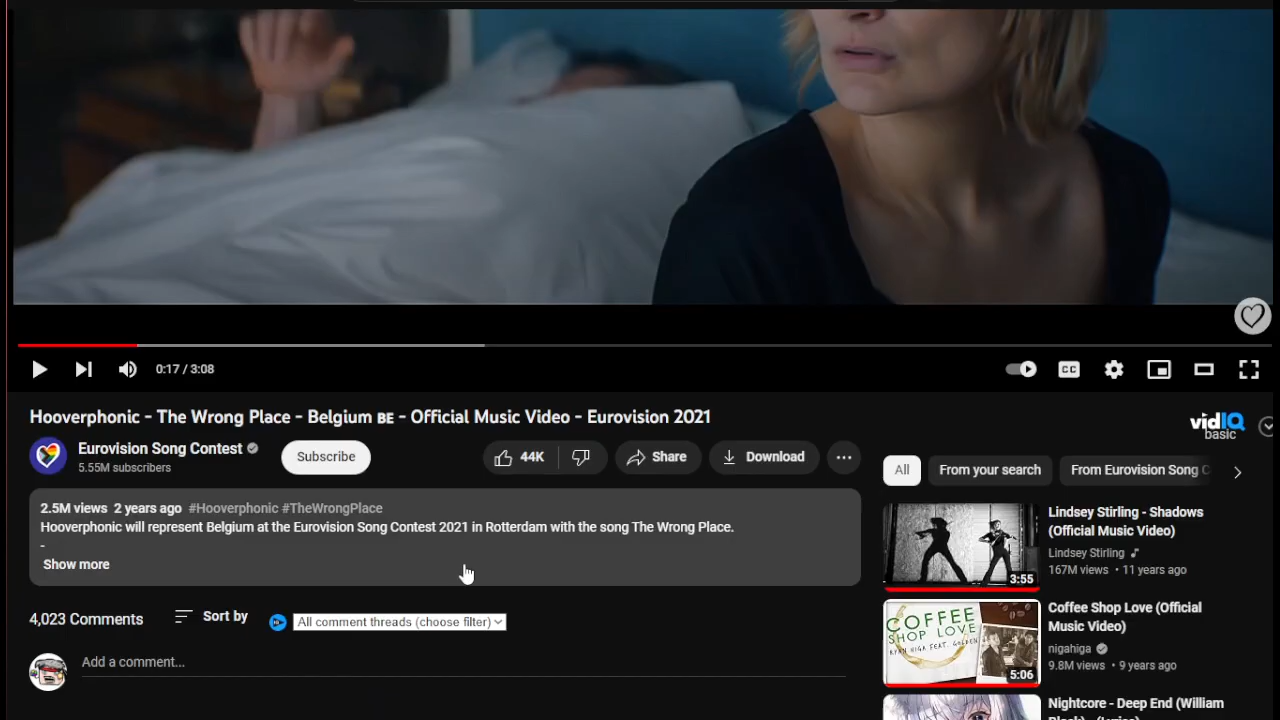 0:17 / 3:08
CC
Hooverphonic - The Wrong Place - Belgium BE - Official Music Video - Eurovision 2021
vidIQ
basic
Eurovision Song Contest
5.55M subscribers
Subscribe
44K
Share
Download
All
From your search
From Eurovision Song C
2.5M views 2 years ago #Hooverphonic #TheWrongPlace
Hooverphonic will represent Belgium at the Eurovision Song Contest 2021 in Rotterdam with the song The Wrong Place.
-
Show more
4,023 Comments
Sort by
All comment threads (choose filter)
Add a comment...
3:55
Lindsey Stirling - Shadows
(Official Music Video)
Lindsey Stirling
167M views • 11 years ago
COFFEE
SHOP LOVE
RYAN HIGA FEAT. GOLDEN
5:06
Coffee Shop Love (Official
Music Video)
nigahiga
9.8M views • 9 years ago
Nightcore - Deep End (William